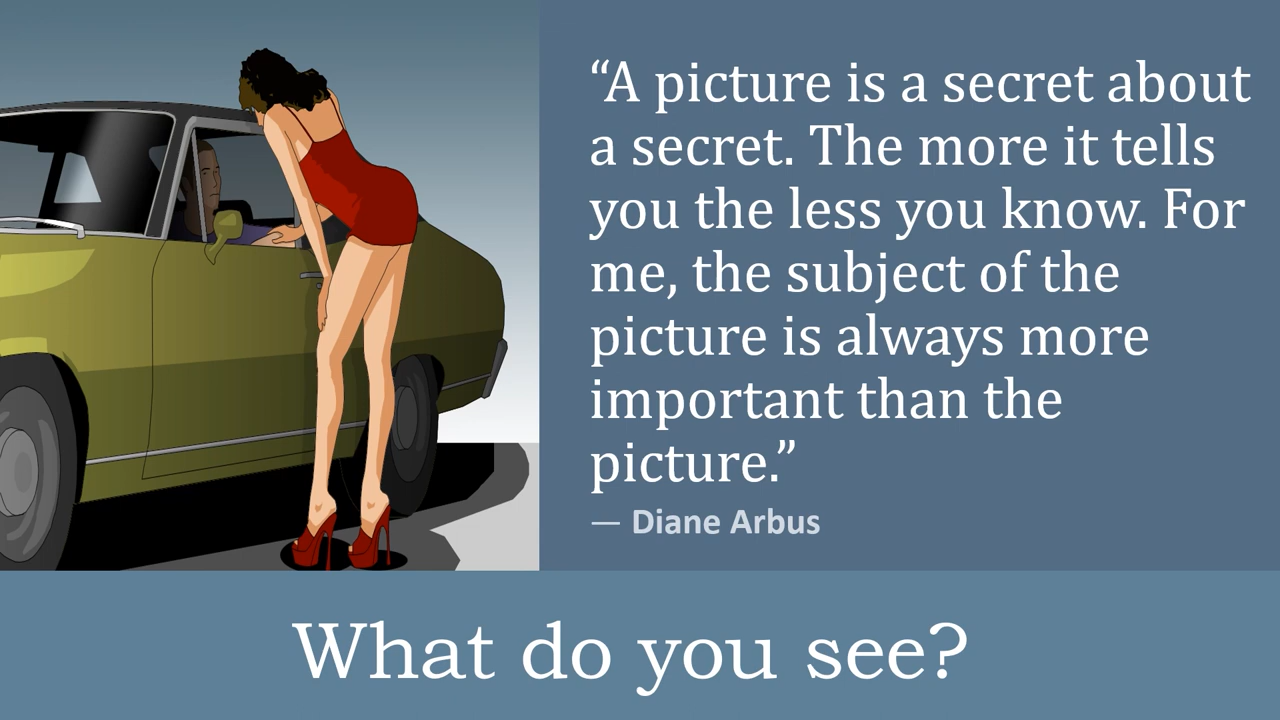 “A picture is a secret about
a secret. The more it tells
you the less you know. For
me, the subject of the
picture is always more
important than the
picture.”
— Diane Arbus
What do you see?